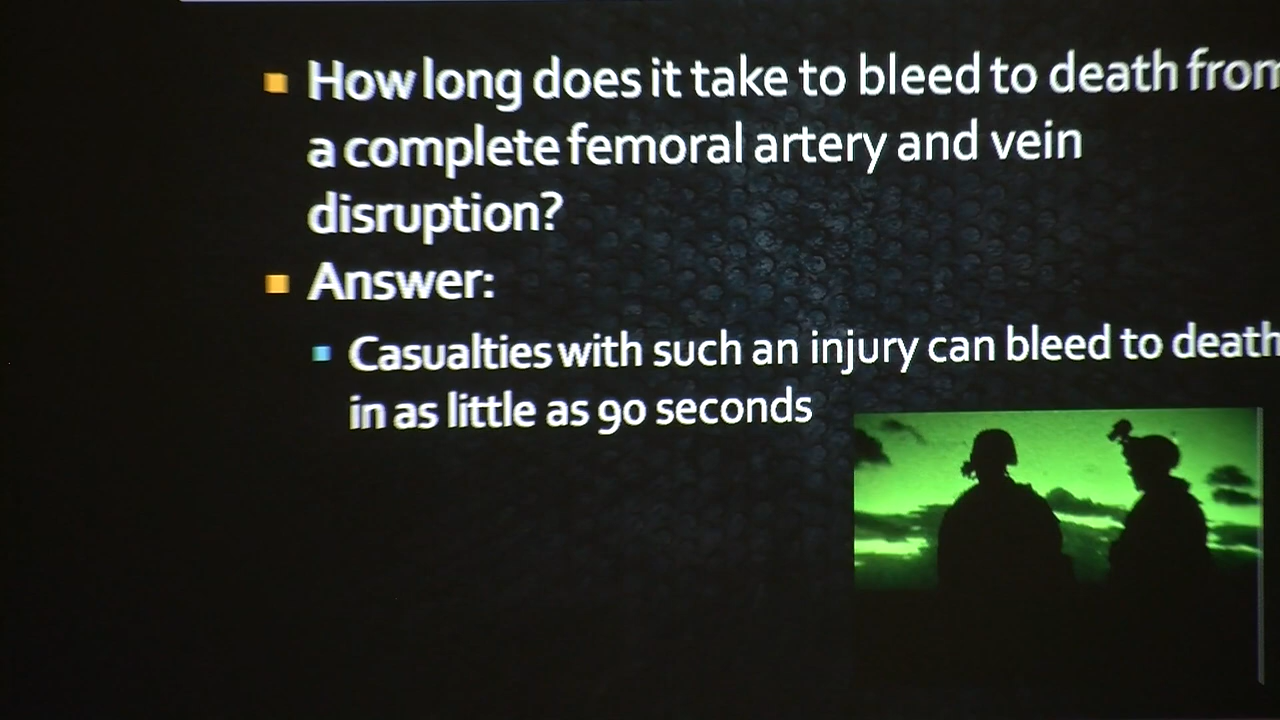 How long does it take to bleed to death from
a complete femoral artery and vein
disruption?
Answer:
Casualties with such an injury can bleed to death
in as little as 90 seconds